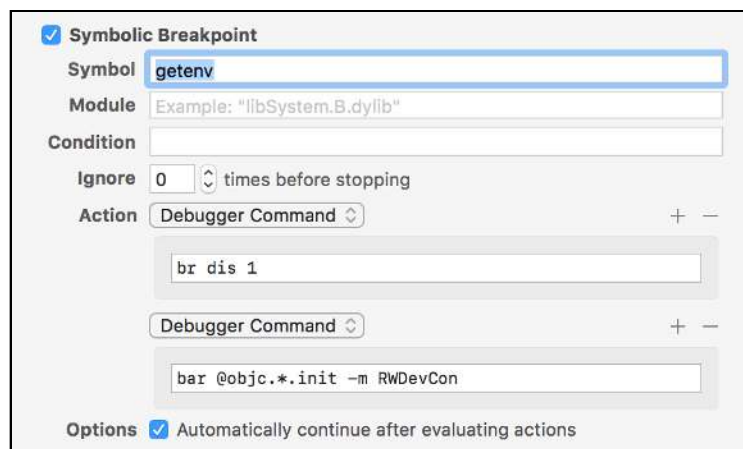 Symbolic Breakpoint
Symbol getenv
Module Example: "libSystem.B.dylib"
Condition
Ignore 0 times before stopping
Action Debugger Command
br dis 1
Debugger Command
bar @objc.*.init -m RWDevCon
Options Automatically continue after evaluating actions